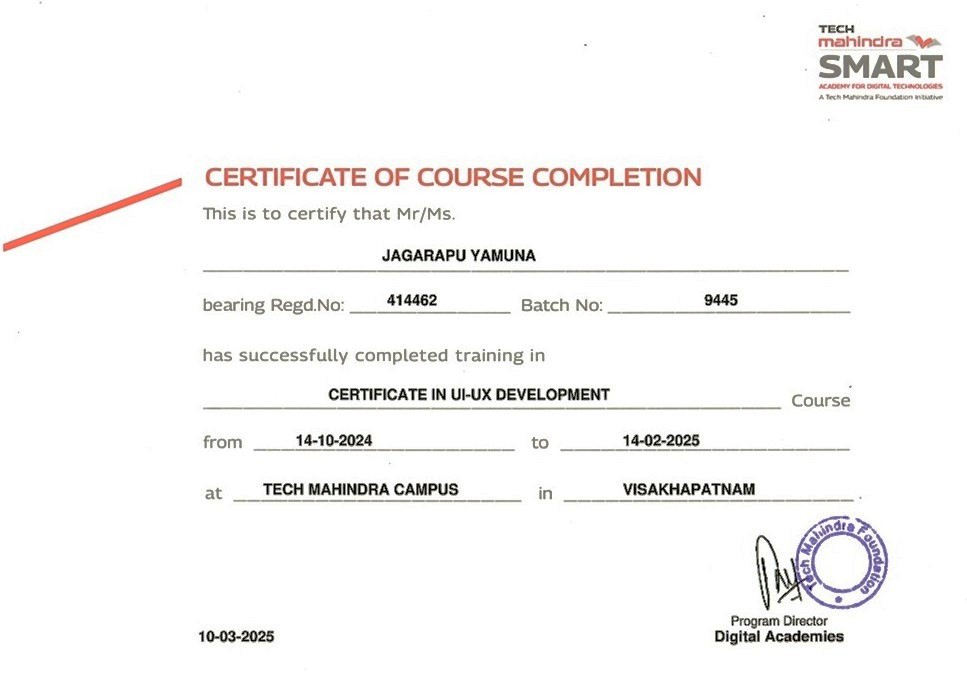 TECH
mahindra
SMART
ACADEMY FOR DIGITAL TECHNOLOGIES
A Tech Mahindra Foundation Initiative
CERTIFICATE OF COURSE COMPLETION
This is to certify that Mr/Ms.
JAGARAPU YAMUNA
bearing Regd.No: 414462 Batch No: 9445
has successfully completed training in
CERTIFICATE IN UI-UX DEVELOPMENT Course
from 14-10-2024 to 14-02-2025
at TECH MAHINDRA CAMPUS in VISAKHAPATNAM .
Tech Mahindra Foundation
Program Director
Digital Academies
10-03-2025